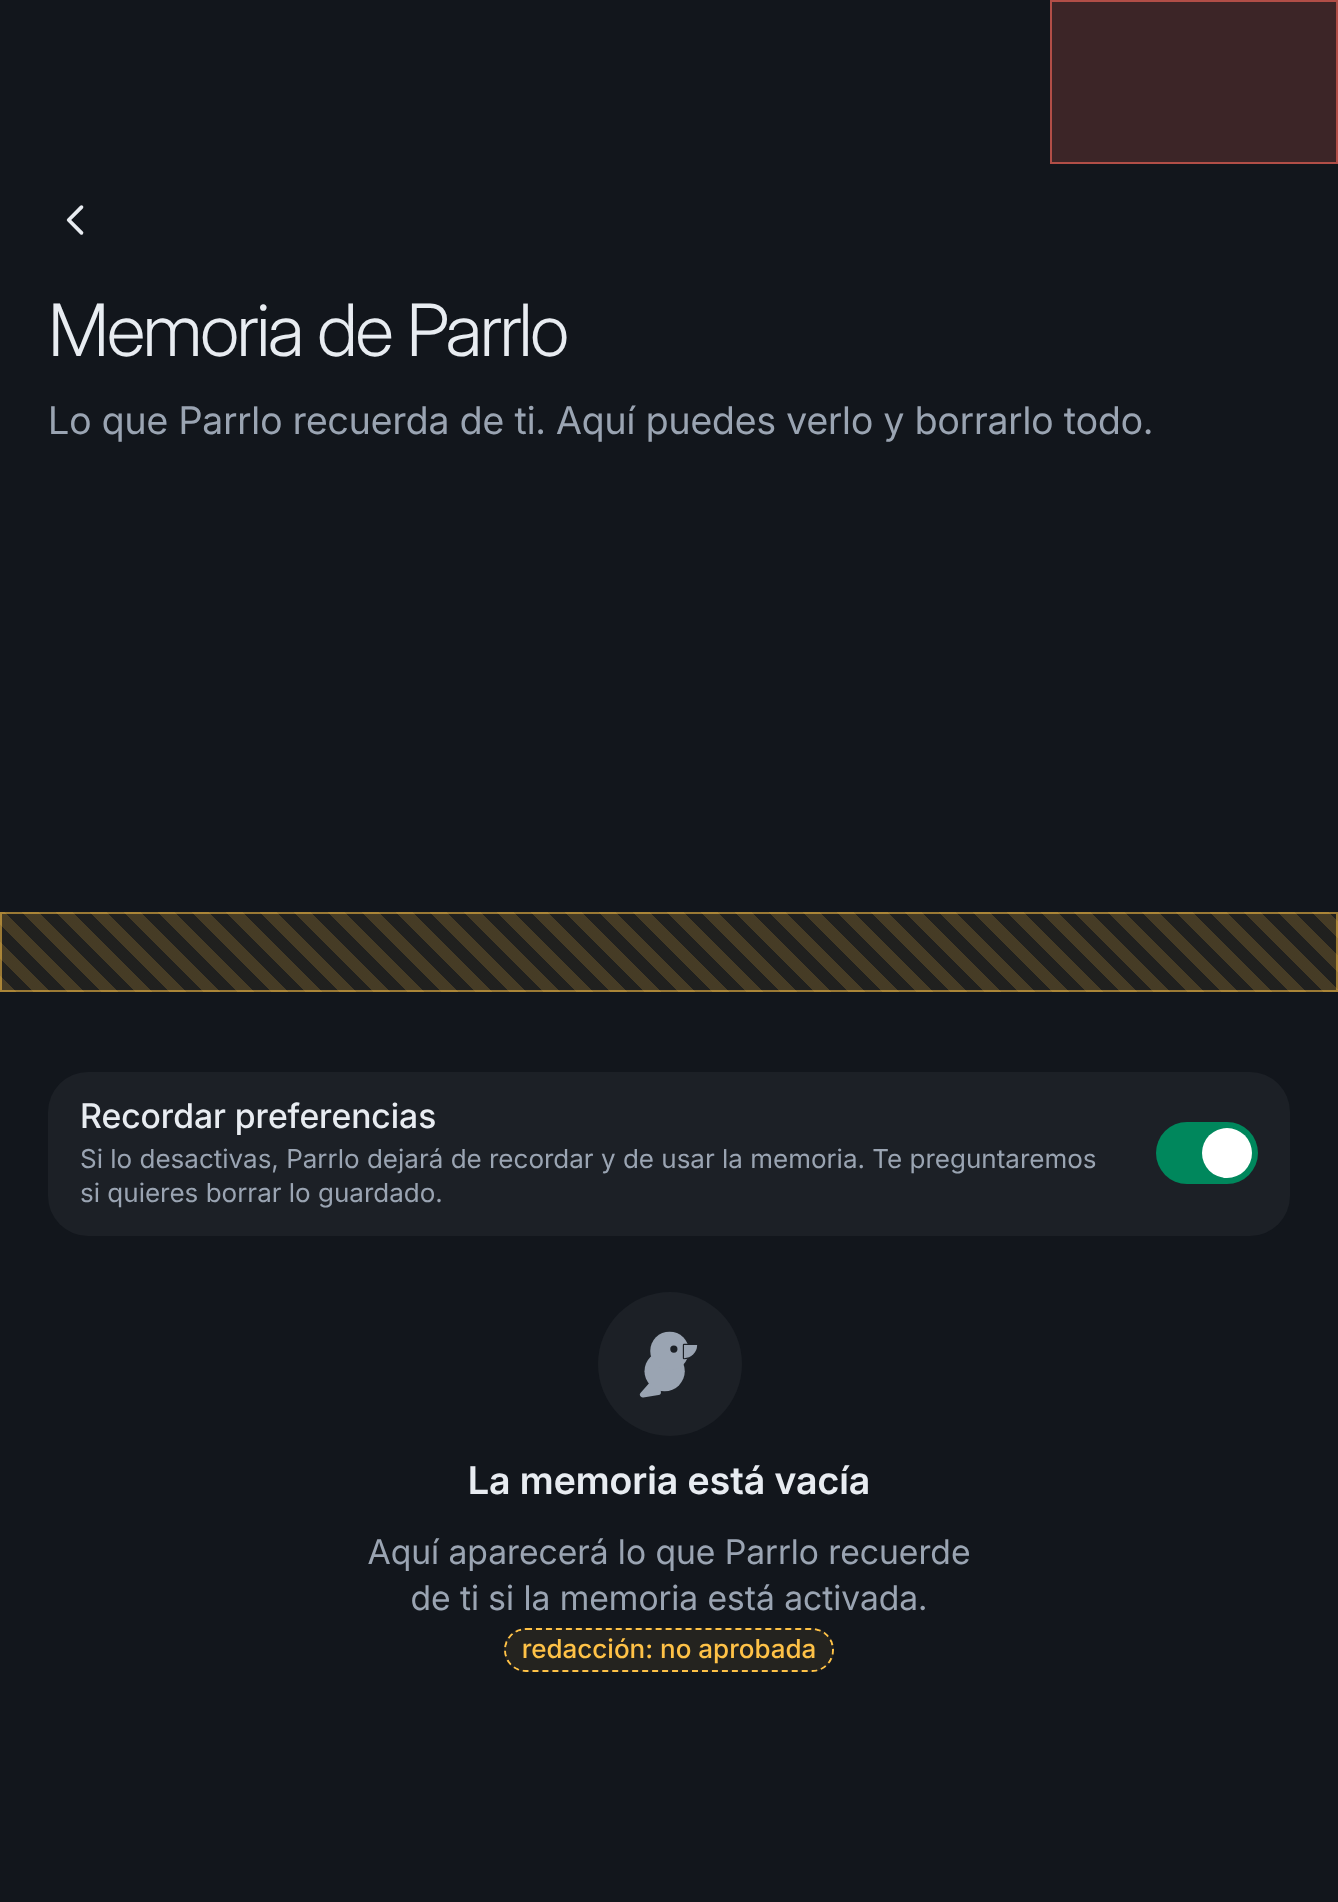 Memoria de Parrlo
Lo que Parrlo recuerda de ti. Aquí puedes verlo y borrarlo todo.
Recordar preferencias
Si lo desactivas, Parrlo dejará de recordar y de usar la memoria. Te preguntaremos
si quieres borrar lo guardado.
La memoria está vacía
Aquí aparecerá lo que Parrlo recuerde
de ti si la memoria está activada.
redacción: no aprobada